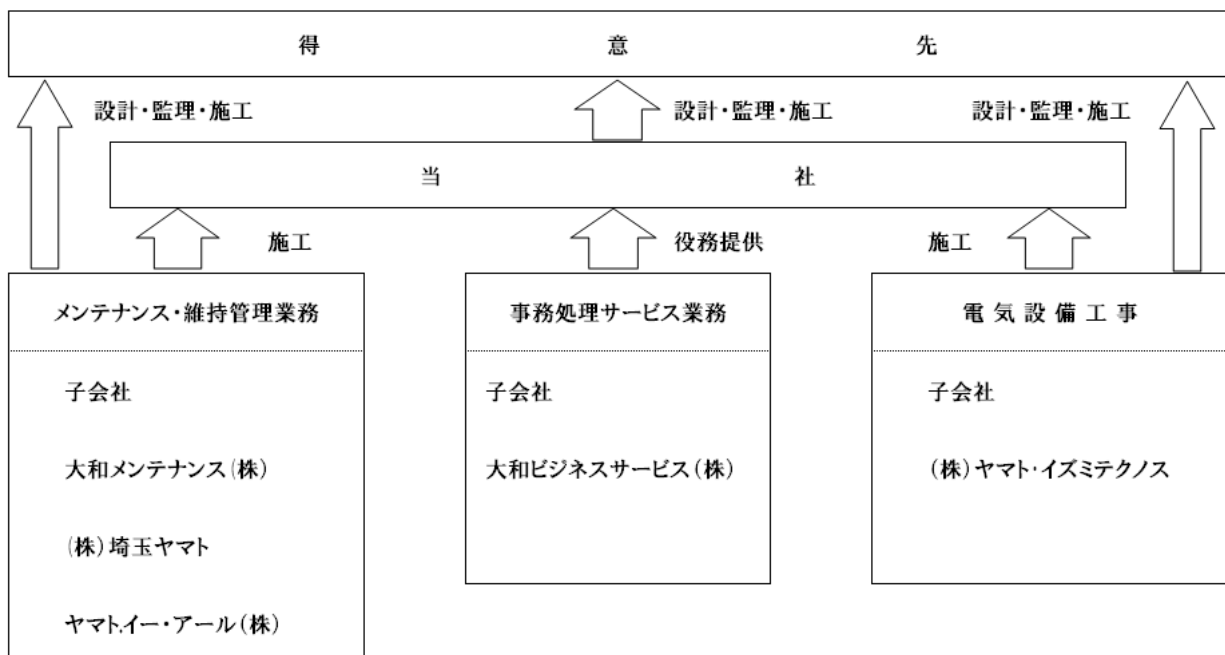 得意先
設計・監理・施工
設計・監理・施工
設計・監理・施工
当社
施工
役務提供
施工
メンテナンス・維持管理業務
子会社
大和メンテナンス(株)
(株)埼玉ヤマト
ヤマト.イー・アール(株)
事務処理サービス業務
子会社
大和ビジネスサービス(株)
電気設備工事
子会社
(株)ヤマト・イズミテクノス